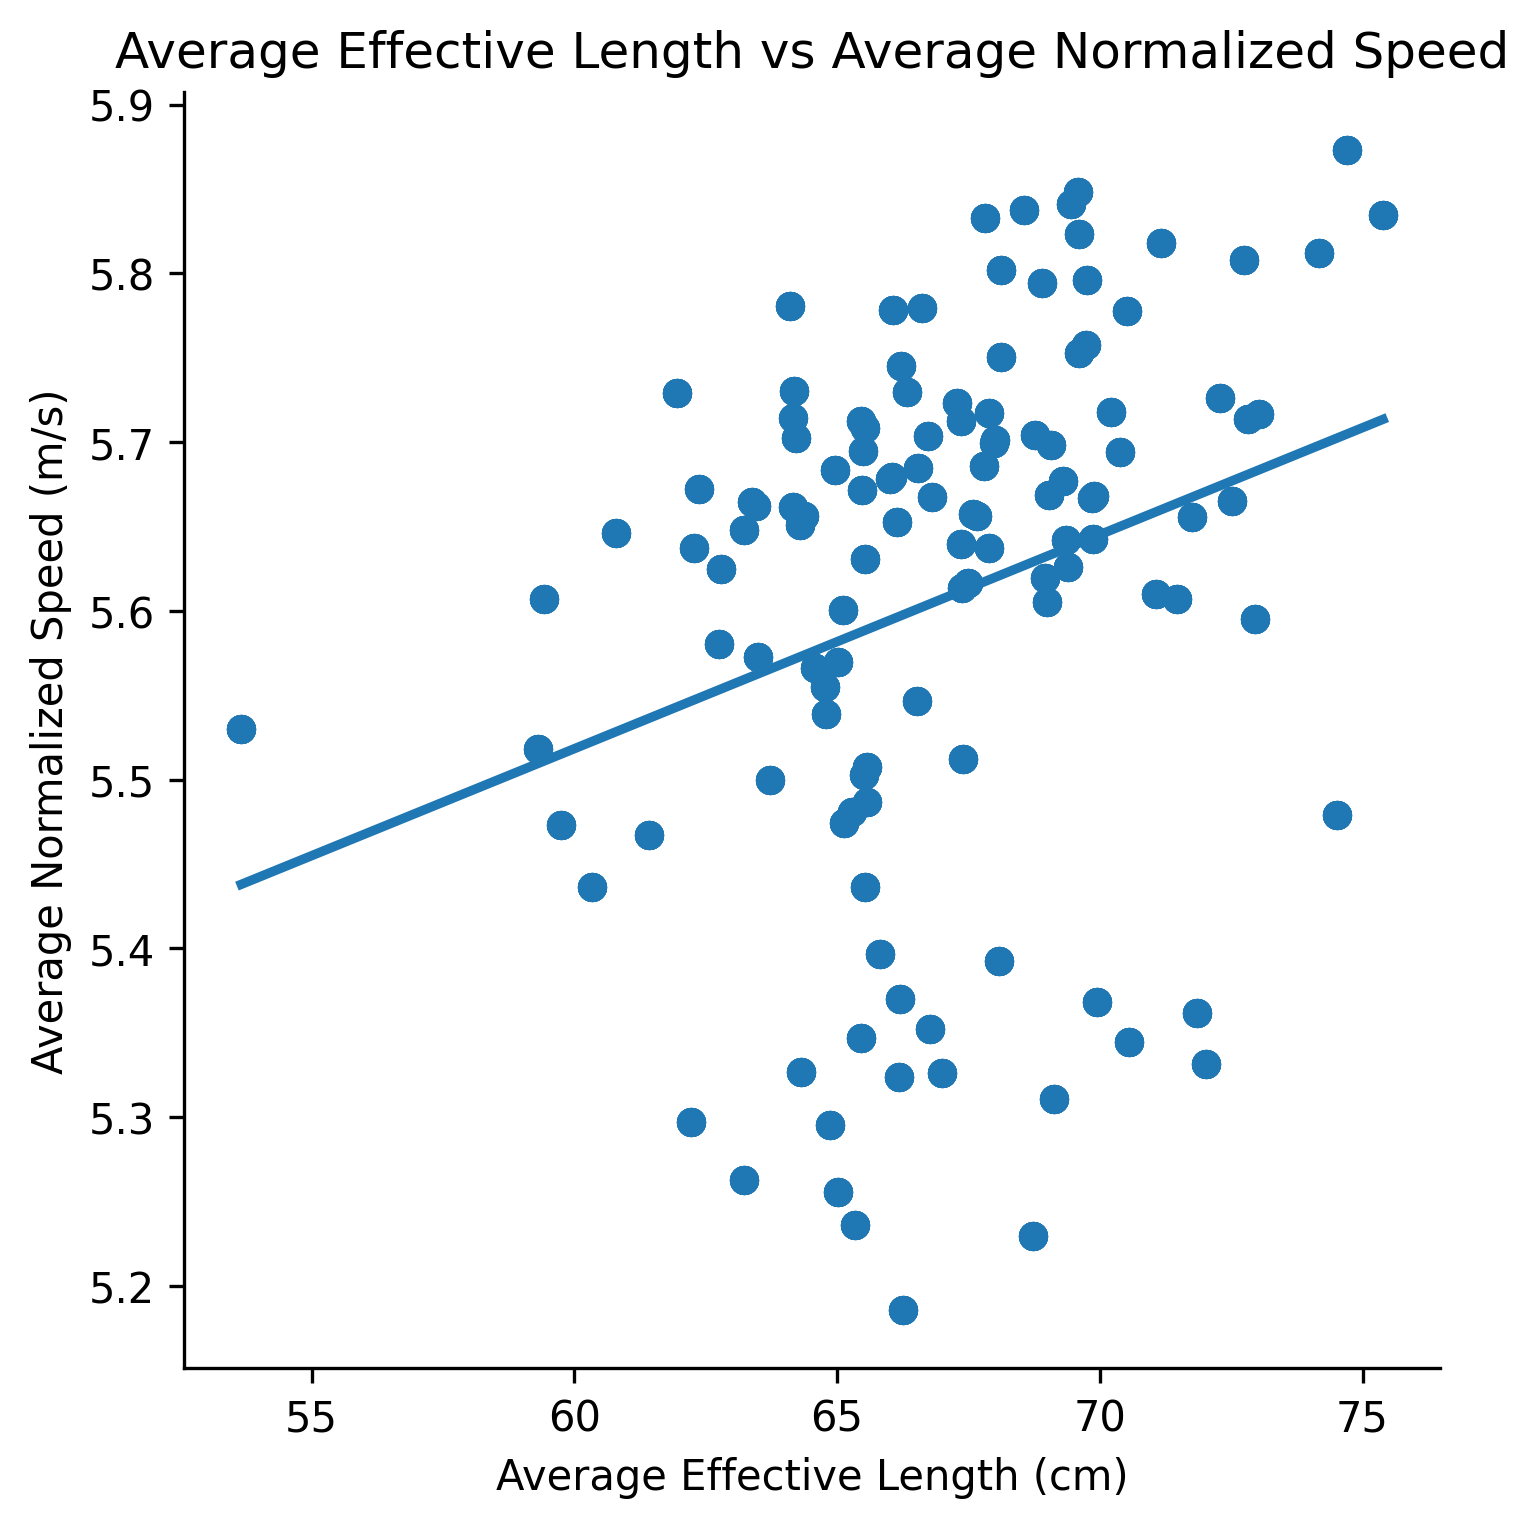 Average Effective Length vs Average Normalized Speed
Average Normalized Speed (m/s)
5.9
5.8
5.7
5.6
5.5
5.4
5.3
5.2
55 60 65 70 75
Average Effective Length (cm)